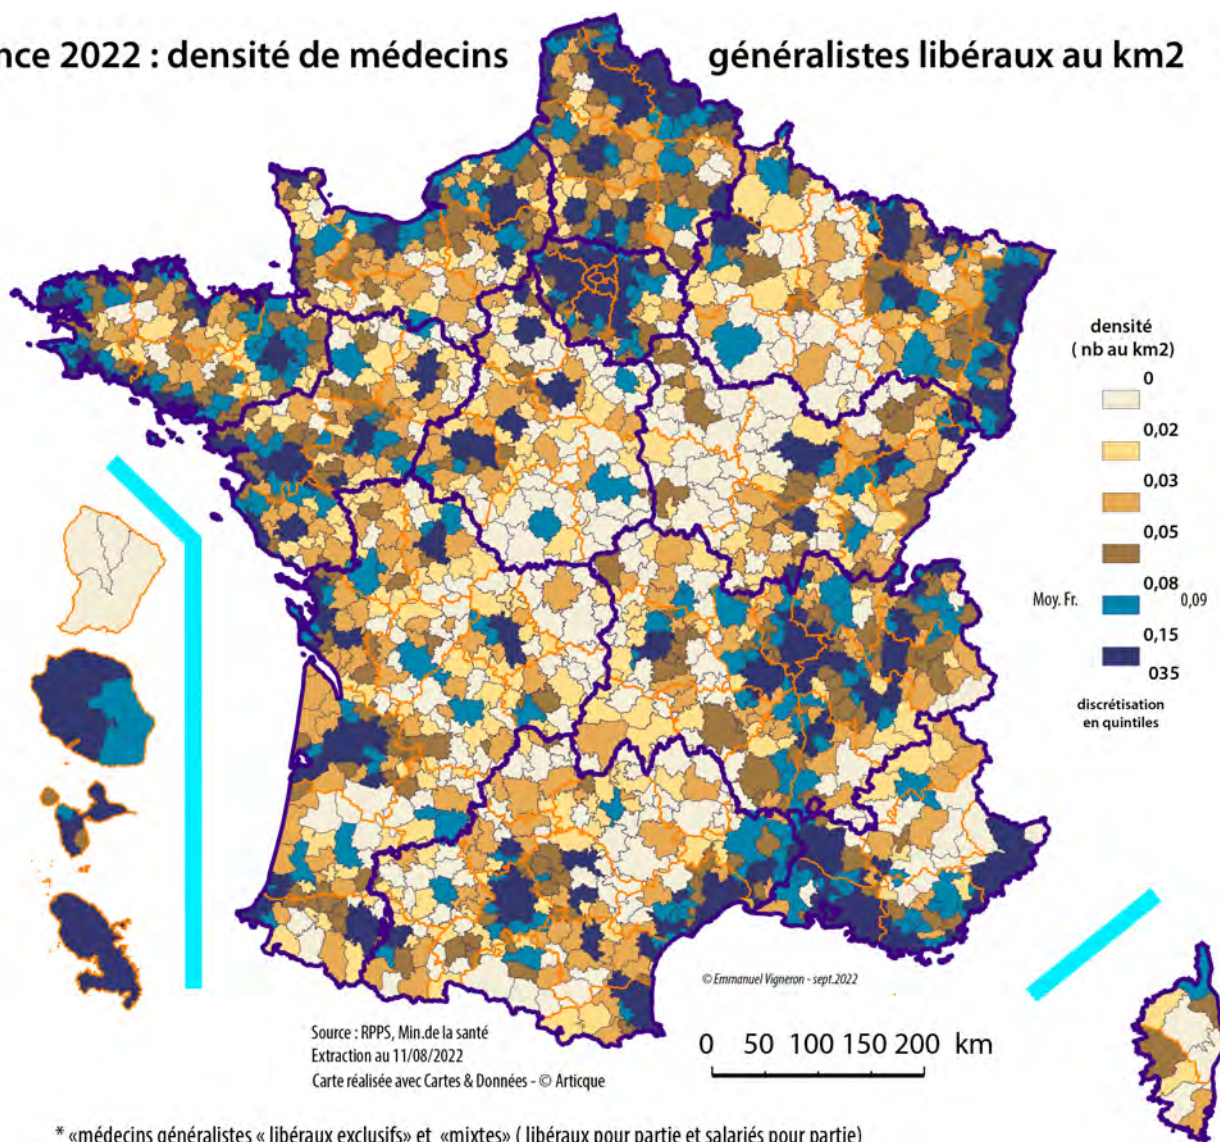 nce 2022 : densité de médecins généralistes libéraux au km2
densité
( nb au km2)
0
0,02
0,03
0,05
0,08
Moy. Fr. 0,09
0,15
035
discrétisation
en quintiles
© Emmanuel Vigneron - sept.2022
Source : RPPS, Min.de la santé
Extraction au 11/08/2022
Carte réalisée avec Cartes & Données - © Articque
0 50 100 150 200 km
* «médecins généralistes « libéraux exclusifs» et «mixtes» ( libéraux pour partie et salariés pour partie)